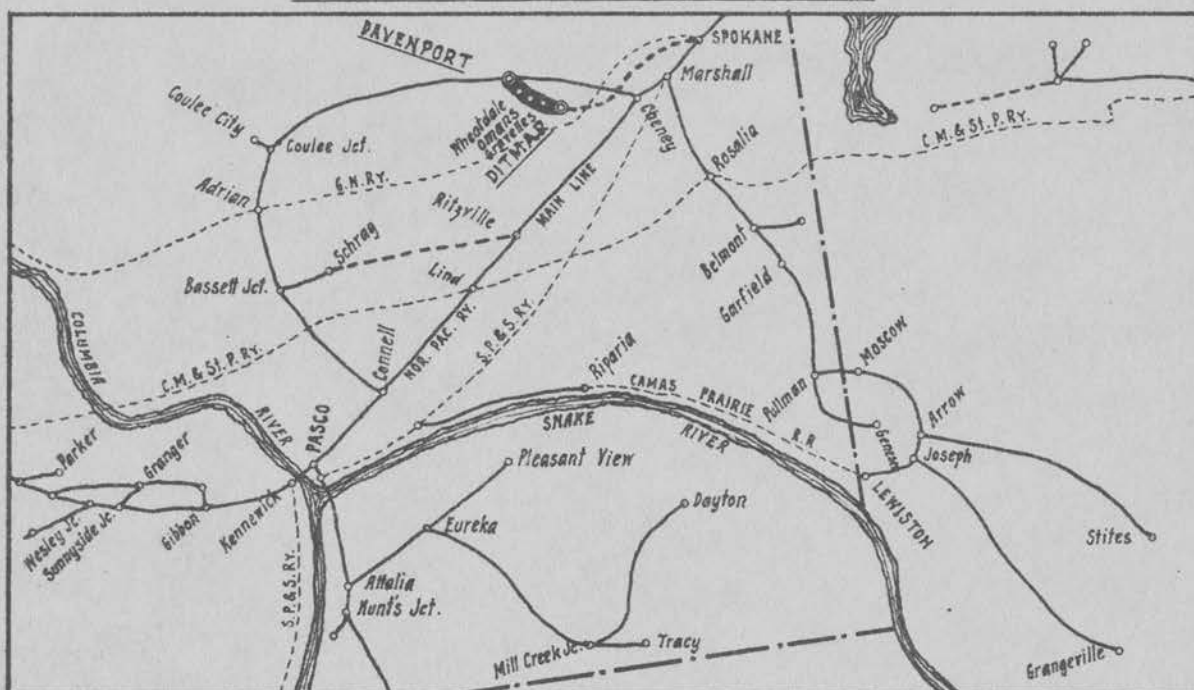 DAVENPORT
SPOKANE
Marshall
Cheney
Coulee City
Coulee Jct.
Wheatdale
Omans
Gravelles
DITMAR
C.M. & St. P. RY.
Rosalia
Adrian
G.N. RY.
Ritzville
MAIN LINE
Schrag
Bassett Jct.
Lind
Belmont
Garfield
COLUMBIA
RIVER
C.M. & St. P. RY.
Connell
NOR. PAC. RY.
S.P. & S. RY.
Riparia
CAMAS PRAIRIE R.R.
Pullman
Moscow
Arrow
Genesee
Joseph
SNAKE RIVER
PASCO
Parker
Granger
Pleasant View
LEWISTON
Wesley Jc.
Sunnyside Jc.
Gibbon
Kennewick
Eureka
Dayton
Stites
S.P. & S. RY.
Attalia
Hunt's Jct.
Mill Creek Jc.
Tracy
Grangeville